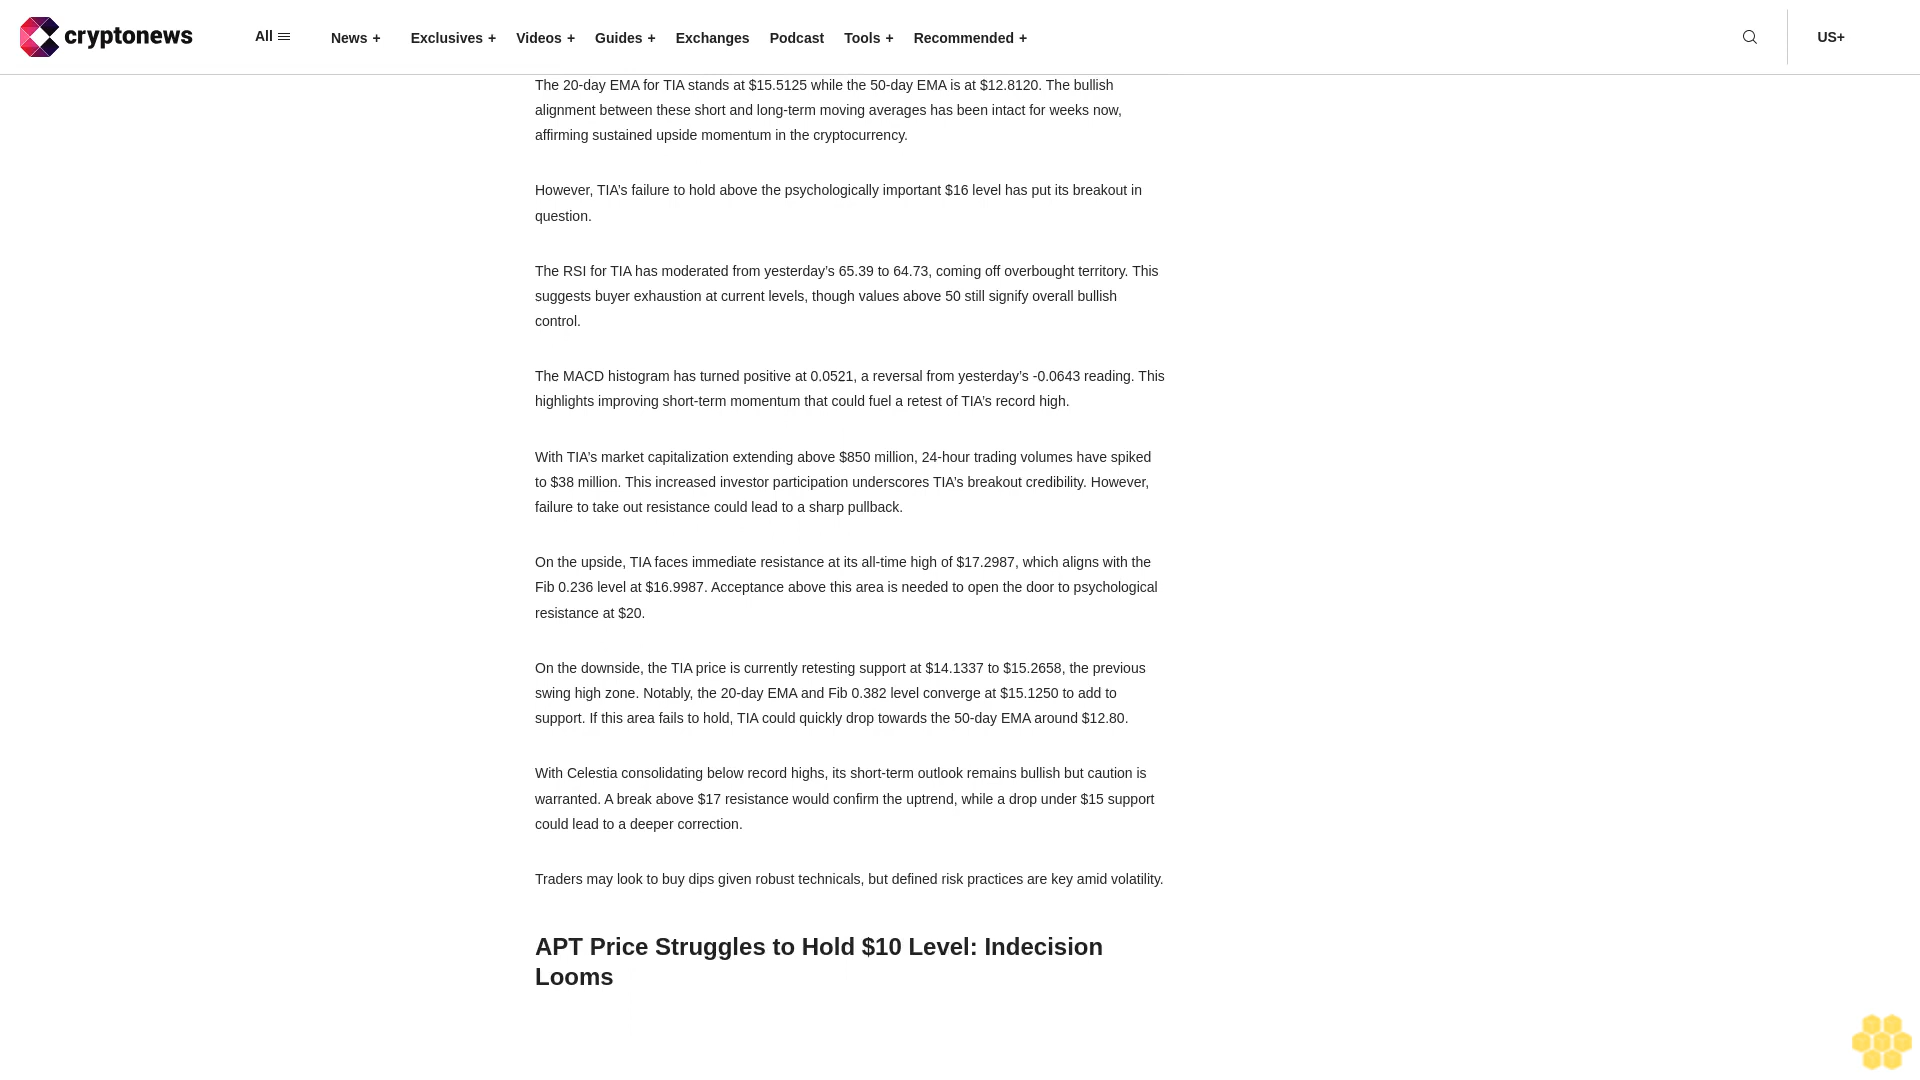 cryptonews
All
News +
Exclusives +
Videos +
Guides +
Exchanges
Podcast
Tools +
Recommended +
US+
The 20-day EMA for TIA stands at $15.5125 while the 50-day EMA is at $12.8120. The bullish
alignment between these short and long-term moving averages has been intact for weeks now,
affirming sustained upside momentum in the cryptocurrency.
However, TIA’s failure to hold above the psychologically important $16 level has put its breakout in
question.
The RSI for TIA has moderated from yesterday’s 65.39 to 64.73, coming off overbought territory. This
suggests buyer exhaustion at current levels, though values above 50 still signify overall bullish
control.
The MACD histogram has turned positive at 0.0521, a reversal from yesterday’s -0.0643 reading. This
highlights improving short-term momentum that could fuel a retest of TIA’s record high.
With TIA’s market capitalization extending above $850 million, 24-hour trading volumes have spiked
to $38 million. This increased investor participation underscores TIA’s breakout credibility. However,
failure to take out resistance could lead to a sharp pullback.
On the upside, TIA faces immediate resistance at its all-time high of $17.2987, which aligns with the
Fib 0.236 level at $16.9987. Acceptance above this area is needed to open the door to psychological
resistance at $20.
On the downside, the TIA price is currently retesting support at $14.1337 to $15.2658, the previous
swing high zone. Notably, the 20-day EMA and Fib 0.382 level converge at $15.1250 to add to
support. If this area fails to hold, TIA could quickly drop towards the 50-day EMA around $12.80.
With Celestia consolidating below record highs, its short-term outlook remains bullish but caution is
warranted. A break above $17 resistance would confirm the uptrend, while a drop under $15 support
could lead to a deeper correction.
Traders may look to buy dips given robust technicals, but defined risk practices are key amid volatility.
APT Price Struggles to Hold $10 Level: Indecision
Looms